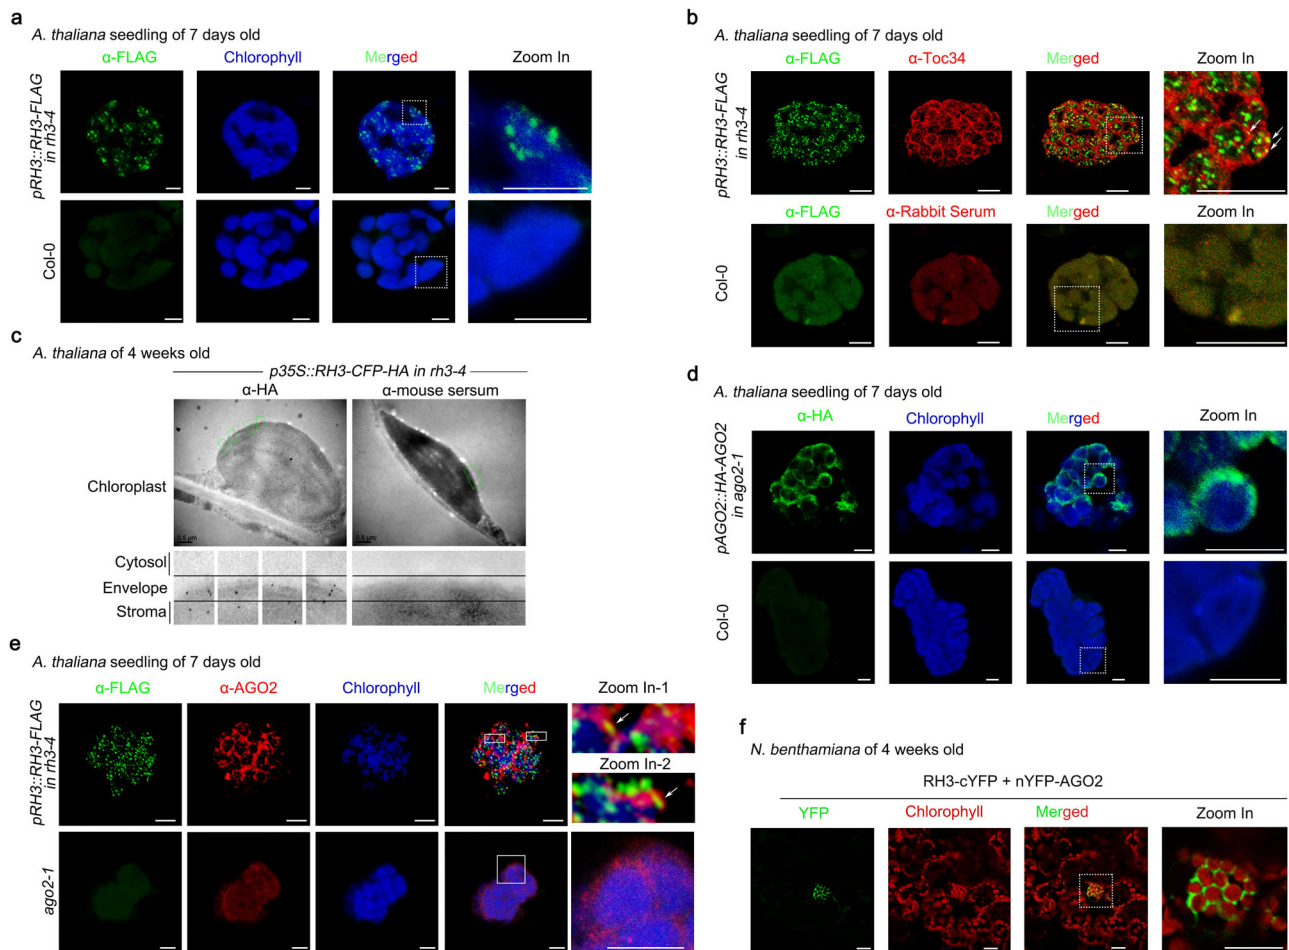 a
A. thaliana seedling of 7 days old
α-FLAG Chlorophyll Merged Zoom In
pRH3::RH3-FLAG
in rh3-4
Col-0
b
A. thaliana seedling of 7 days old
α-FLAG α-Toc34 Merged Zoom In
pRH3::RH3-FLAG
in rh3-4
α-FLAG α-Rabbit Serum Merged Zoom In
Col-0
c
A. thaliana of 4 weeks old
p35S::RH3-CFP-HA in rh3-4
α-HA α-mouse sersum
Chloroplast
0.5 μm 0.5 μm
Cytosol
Envelope
Stroma
d
A. thaliana seedling of 7 days old
α-HA Chlorophyll Merged Zoom In
pAGO2::HA-AGO2
in ago2-1
Col-0
e
A. thaliana seedling of 7 days old
α-FLAG α-AGO2 Chlorophyll Merged Zoom In-1
pRH3::RH3-FLAG
in rh3-4
Zoom In-2
ago2-1
f
N. benthamiana of 4 weeks old
RH3-cYFP + nYFP-AGO2
YFP Chlorophyll Merged Zoom In